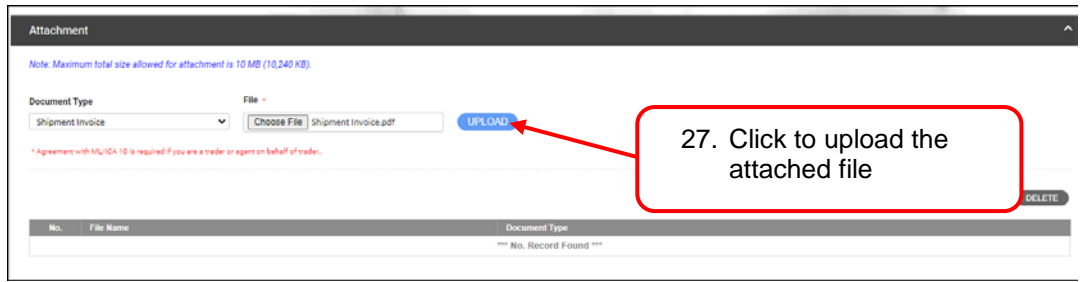 Attachment
Note: Maximum total size allowed for attachment is 10 MB (10,240 KB).
Document Type File *
Shipment Invoice Choose File Shipment Invoice.pdf UPLOAD
* Agreement with ML/ICA 10 is required if you are a trader or agent on behalf of trader..
27. Click to upload the
attached file
DELETE
No. File Name Document Type
*** No. Record Found ***